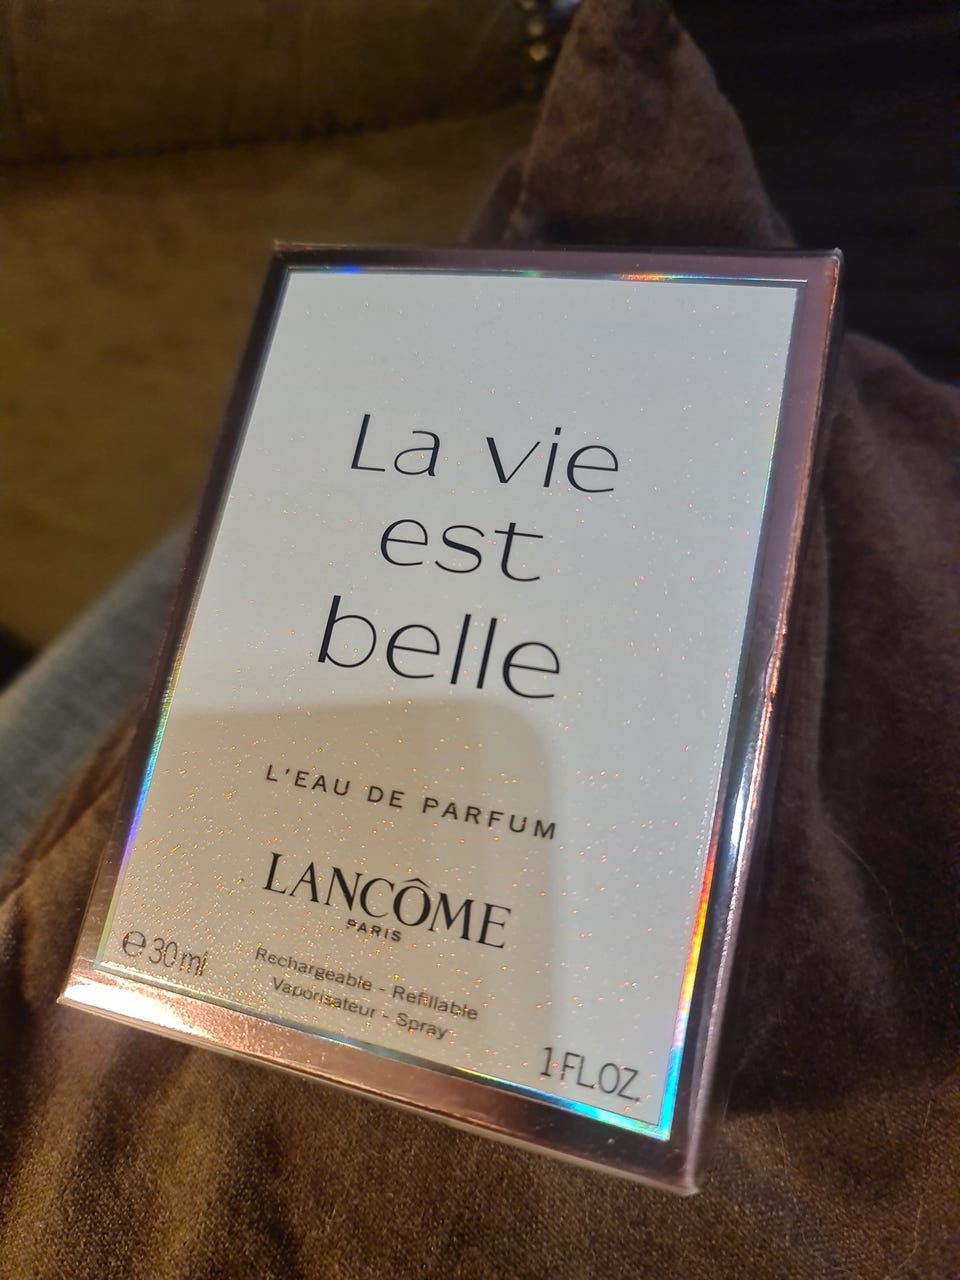 La vie
est
belle
L'EAU DE PARFUM
LANCÔME
PARIS
℮ 30 ml
Rechargeable - Refillable
Vaporisateur - Spray
1 FL.OZ.